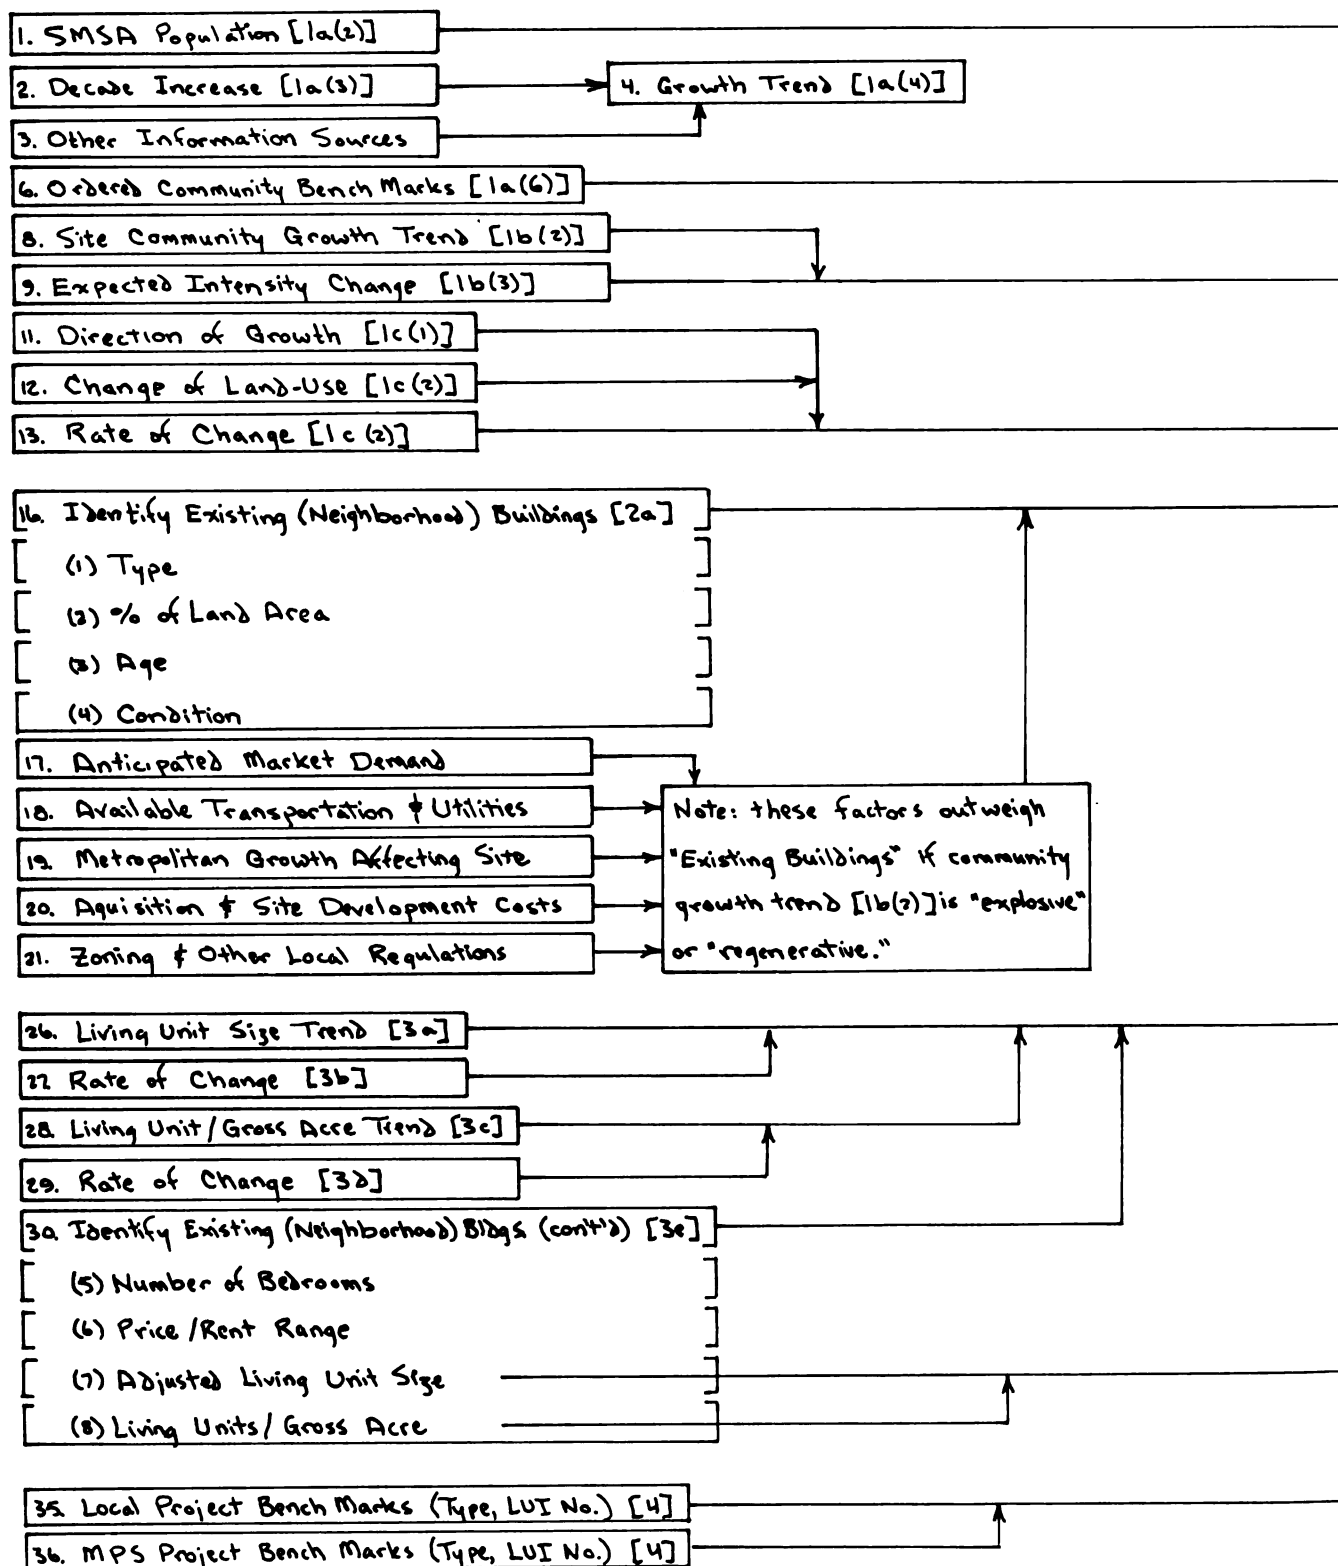 1. SMSA Population [1a(2)]
2. Decade Increase [1a(3)]
4. Growth Trend [1a(4)]
3. Other Information Sources
6. Ordered Community Bench Marks [1a(6)]
8. Site Community Growth Trend [1b(2)]
9. Expected Intensity Change [1b(3)]
11. Direction of Growth [1c(1)]
12. Change of Land-Use [1c(2)]
13. Rate of Change [1c(2)]
16. Identify Existing (Neighborhood) Buildings [2a]
(1) Type
(2) % of Land Area
(3) Age
(4) Condition
17. Anticipated Market Demand
18. Available Transportation & Utilities
19. Metropolitan Growth Affecting Site
20. Aquisition & Site Development Costs
21. Zoning & Other Local Regulations
Note: these factors outweigh
"Existing Buildings" if community
growth trend [1b(2)] is "explosive"
or "regenerative."
26. Living Unit Size Trend [3a]
27 Rate of Change [3b]
28. Living Unit/Gross Acre Trend [3c]
29. Rate of Change [3d]
30. Identify Existing (Neighborhood) Bldgs (cont'd) [3e]
(5) Number of Bedrooms
(6) Price/Rent Range
(7) Adjusted Living Unit Size
(8) Living Units/Gross Acre
35. Local Project Bench Marks (Type, LUI No.) [4]
36. MPS Project Bench Marks (Type, LUI No.) [4]